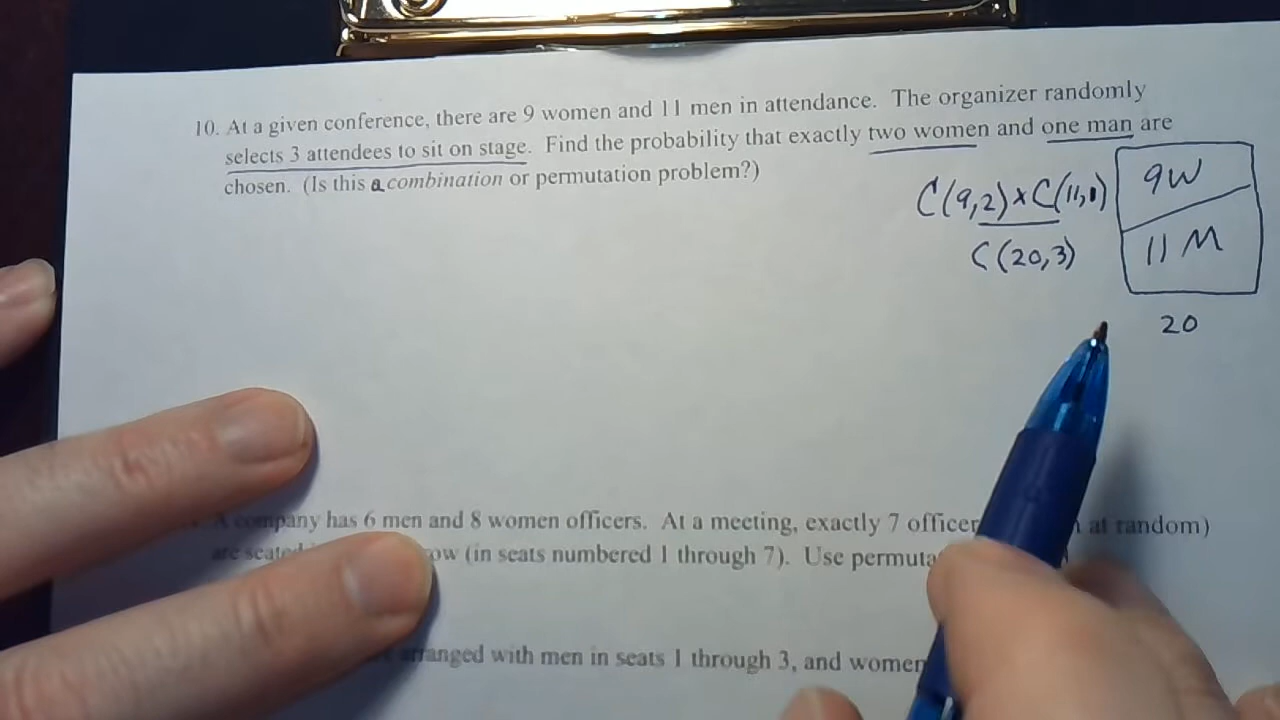 10. At a given conference, there are 9 women and 11 men in attendance. The organizer randomly
selects 3 attendees to sit on stage. Find the probability that exactly two women and one man are
chosen. (Is this a combination or permutation problem?)
C(9,2)×C(11,1)
C(20,3)
9W
11 M
20
A company has 6 men and 8 women officers. At a meeting, exactly 7 at random)
are seated (in seats numbered 1 through 7). Use
arranged with men in seats 1 through 3, and women